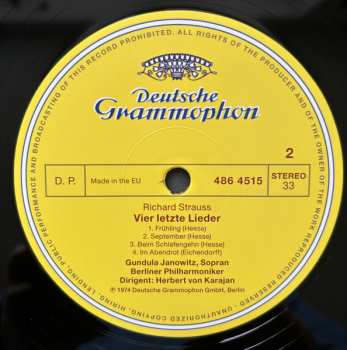 Deutsche
Grammophon
2
D. P.
Made in the EU
486 4515
STEREO
33
Richard Strauss
Vier letzte Lieder
1. Frühling (Hesse)
2. September (Hesse)
3. Beim Schlafengehn (Hesse)
4. Im Abendrot (Eichendorff)
Gundula Janowitz, Sopran
Berliner Philharmoniker
Dirigent: Herbert von Karajan
℗ 1974 Deutsche Grammophon GmbH, Berlin
UNAUTHORIZED COPYING, HIRING, LENDING, PUBLIC PERFORMANCE AND BROADCASTING OF THIS RECORD PROHIBITED. ALL RIGHTS OF THE PRODUCER AND OF THE OWNER OF THE WORK REPRODUCED RESERVED.